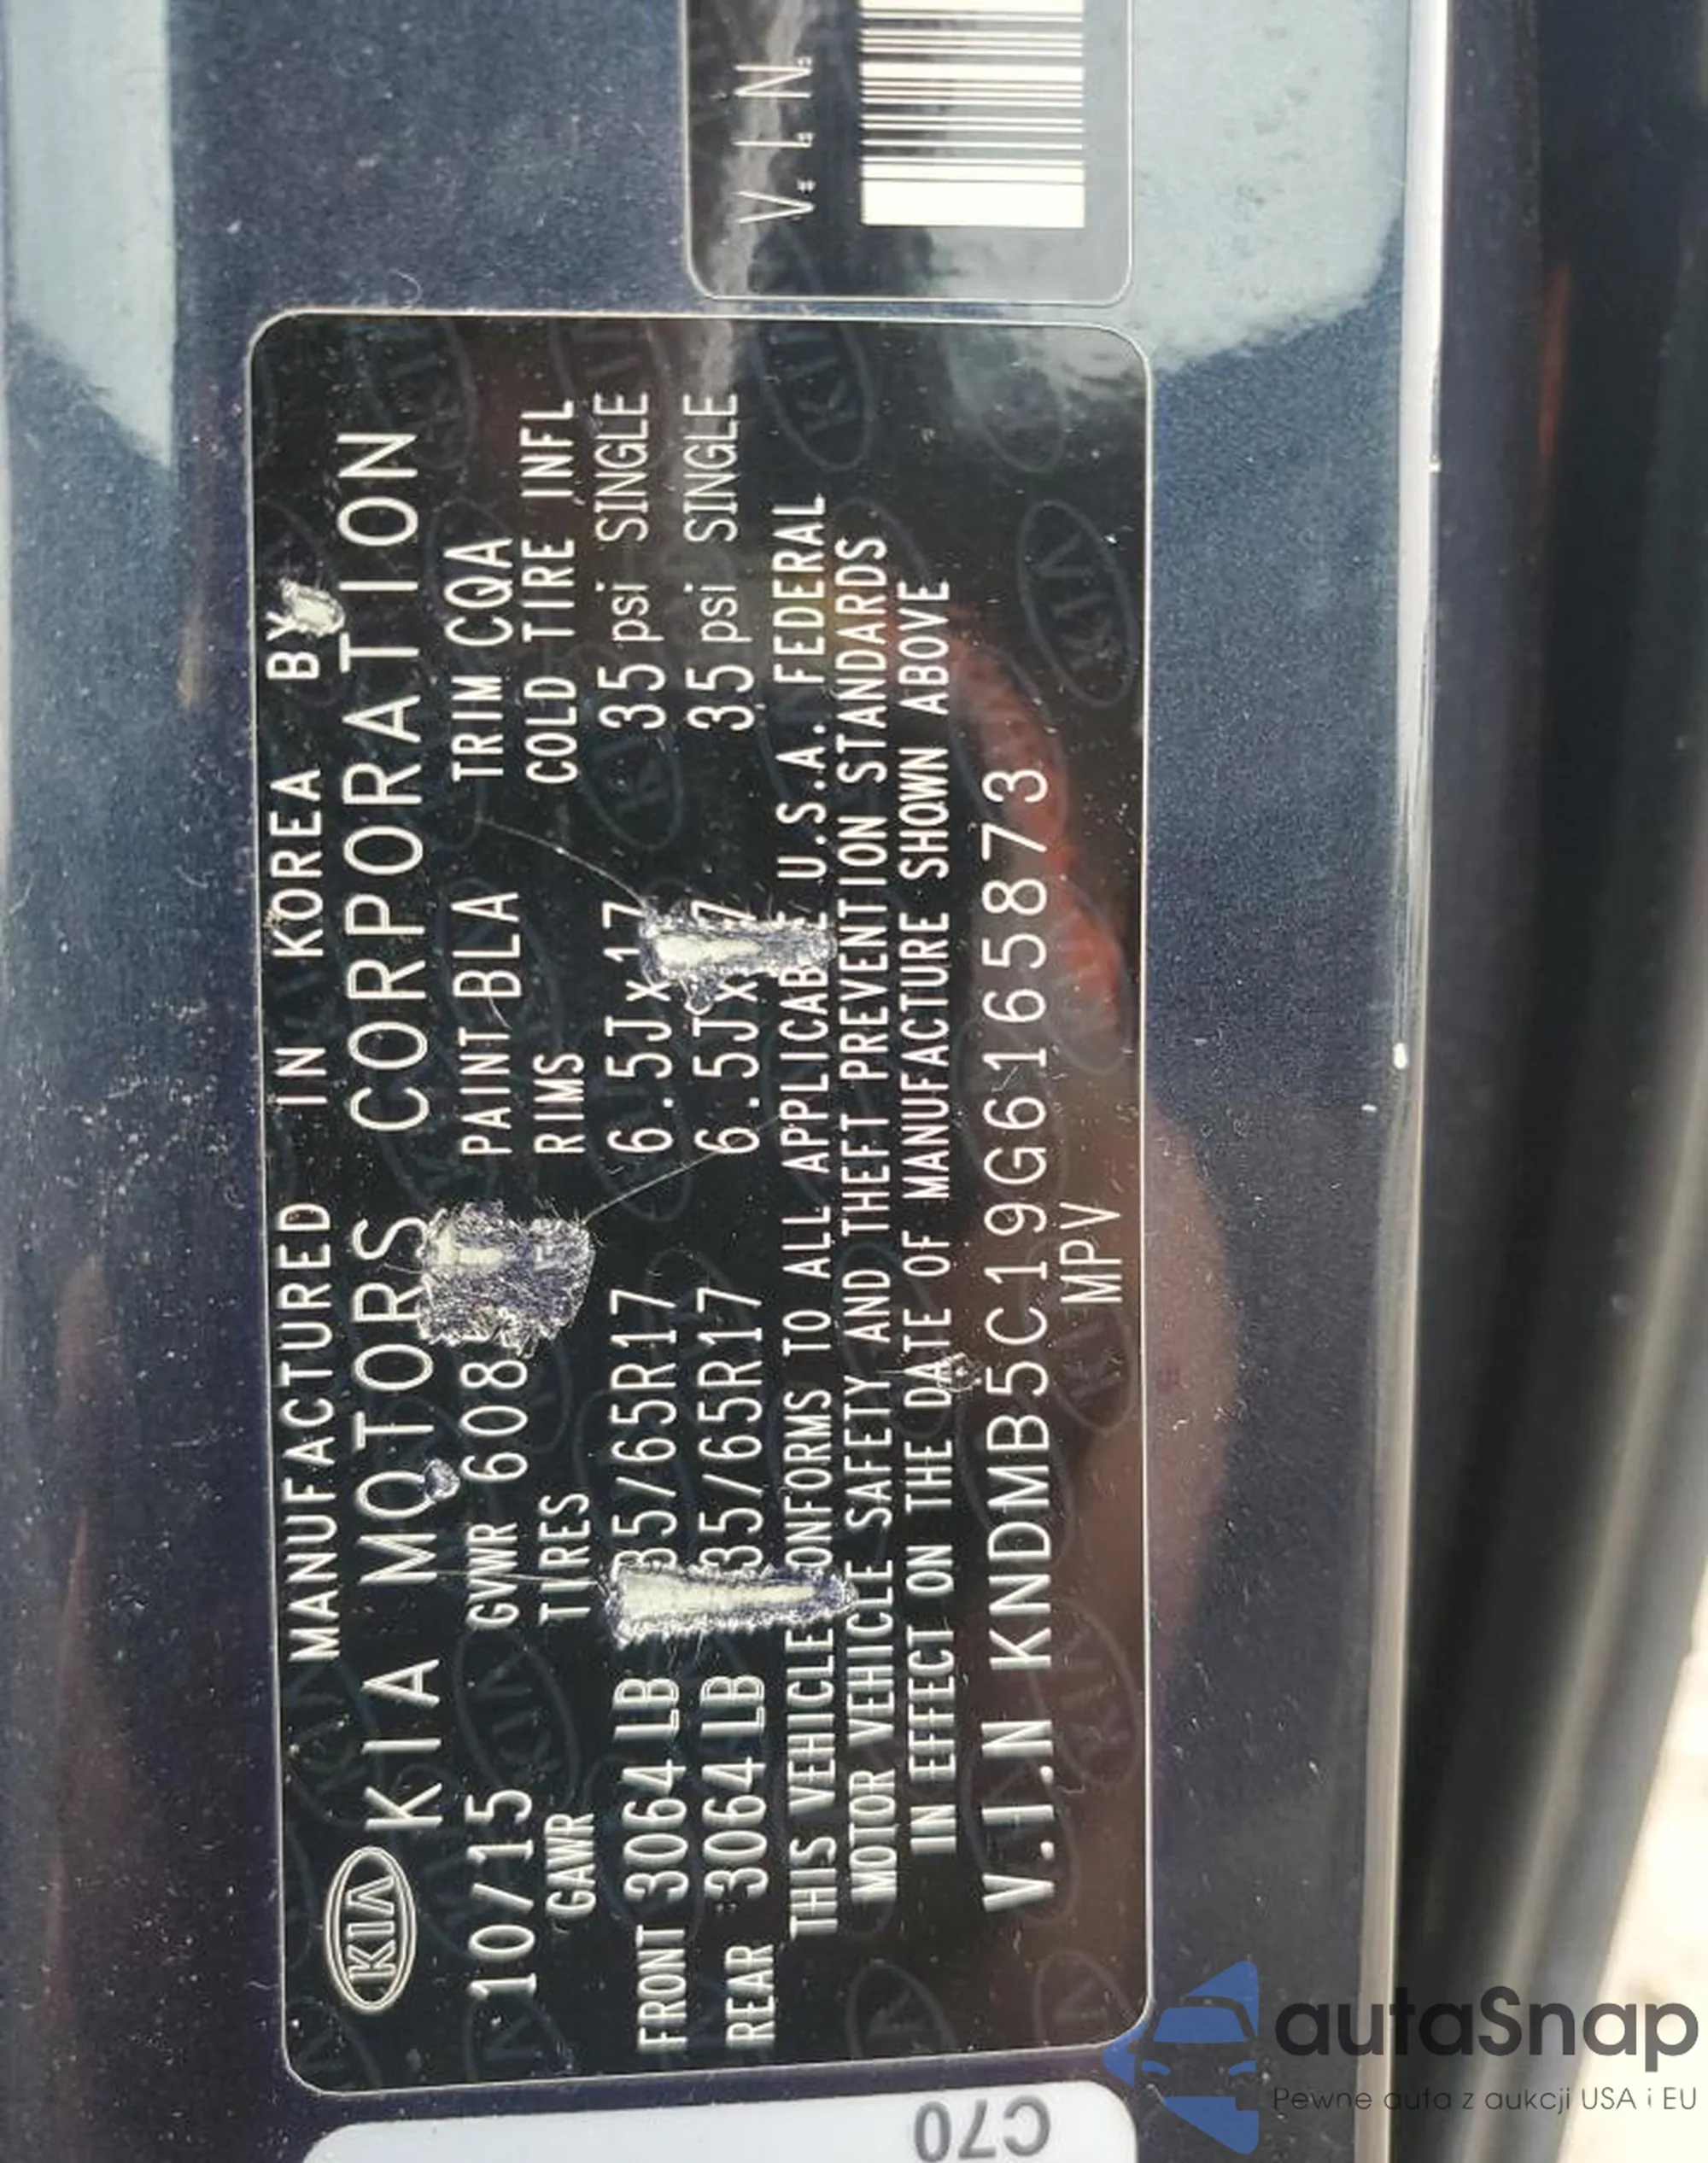 MANUFACTURED IN KOREA BY
KIA KIA MOTORS CORPORATION
10/15 GVWR 608 PAINT BLA TRIM CQA
GAWR TIRES RIMS COLD TIRE INFL
FRONT 3064 LB 35/65R17 6.5Jx17 35 psi SINGLE
REAR 3064 LB 35/65R17 6.5Jx 7 35 psi SINGLE
THIS VEHICLE CONFORMS TO ALL APPLICABLE U.S.A. FEDERAL
MOTOR VEHICLE SAFETY AND THEFT PREVENTION STANDARDS
IN EFFECT ON THE DATE OF MANUFACTURE SHOWN ABOVE
V.I.N KNDMB5C19G6165873
MPV
V. I. N.
C70
autaSnap
Pewne auta z aukcji USA i EU